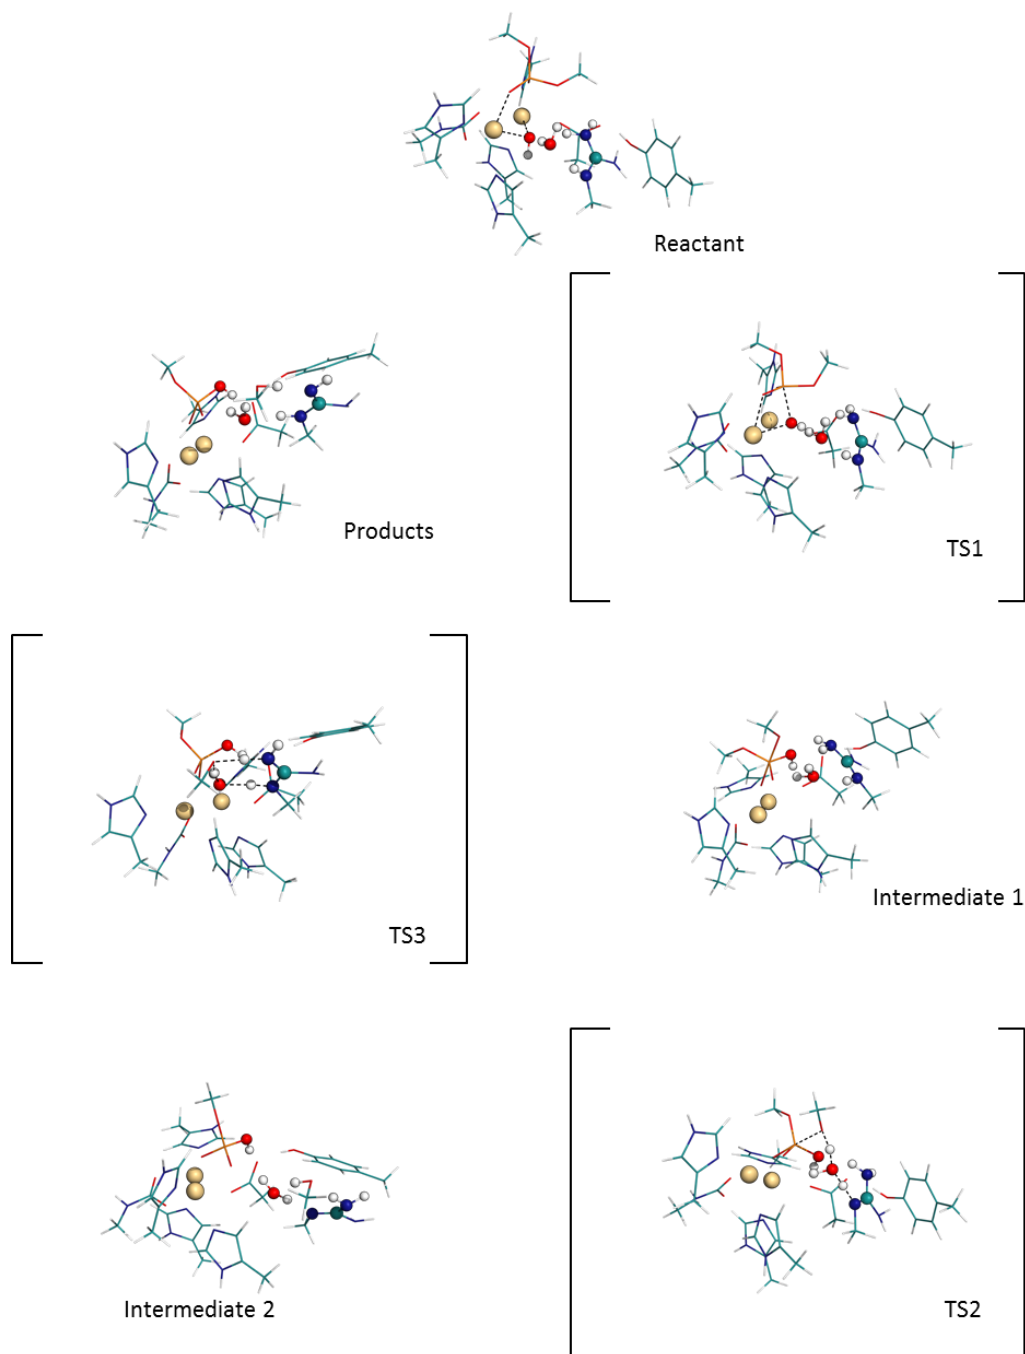 Reactant
Products
TS1
TS3
Intermediate 1
Intermediate 2
TS2